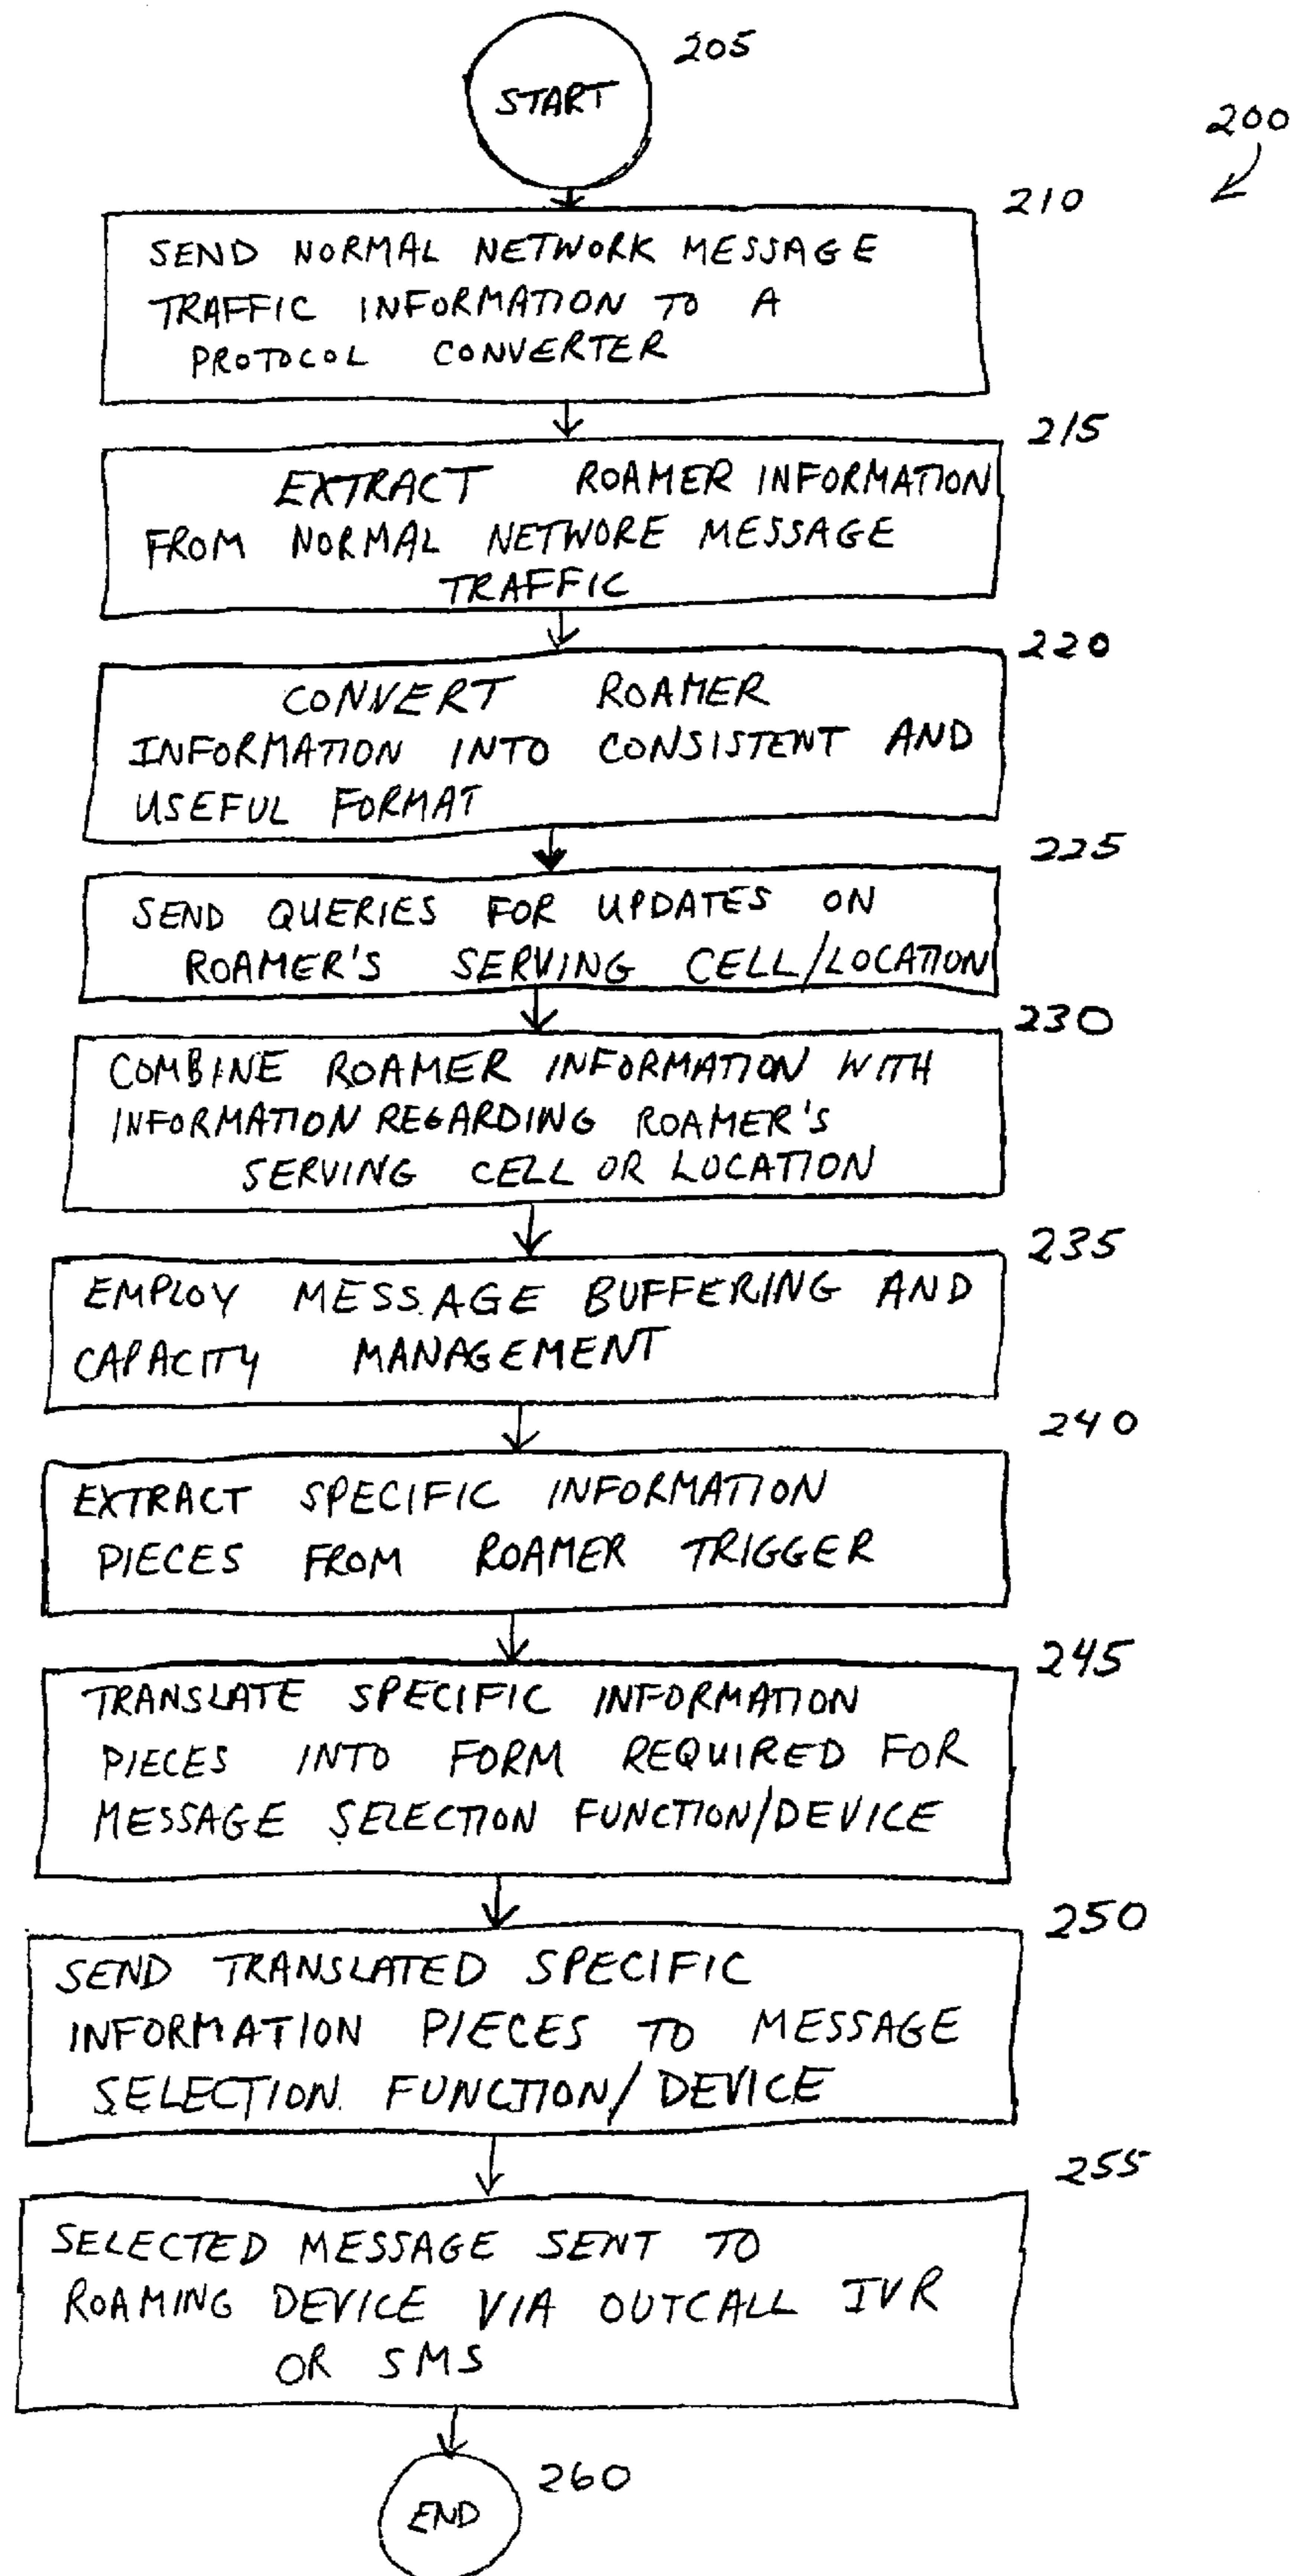 205
START
200
210
SEND NORMAL NETWORK MESSAGE
TRAFFIC INFORMATION TO A
PROTOCOL CONVERTER
215
EXTRACT ROAMER INFORMATION
FROM NORMAL NETWORE MESSAGE
TRAFFIC
220
CONVERT ROAMER
INFORMATION INTO CONSISTENT AND
USEFUL FORMAT
225
SEND QUERIES FOR UPDATES ON
ROAMER'S SERVING CELL/LOCATION
230
COMBINE ROAMER INFORMATION WITH
INFORMATION REGARDING ROAMER'S
SERVING CELL OR LOCATION
235
EMPLOY MESSAGE BUFFERING AND
CAPACITY MANAGEMENT
240
EXTRACT SPECIFIC INFORMATION
PIECES FROM ROAMER TRIGGER
245
TRANSLATE SPECIFIC INFORMATION
PIECES INTO FORM REQUIRED FOR
MESSAGE SELECTION FUNCTION/DEVICE
250
SEND TRANSLATED SPECIFIC
INFORMATION PIECES TO MESSAGE
SELECTION FUNCTION/DEVICE
255
SELECTED MESSAGE SENT TO
ROAMING DEVICE VIA OUTCALL IVR
OR SMS
260
END